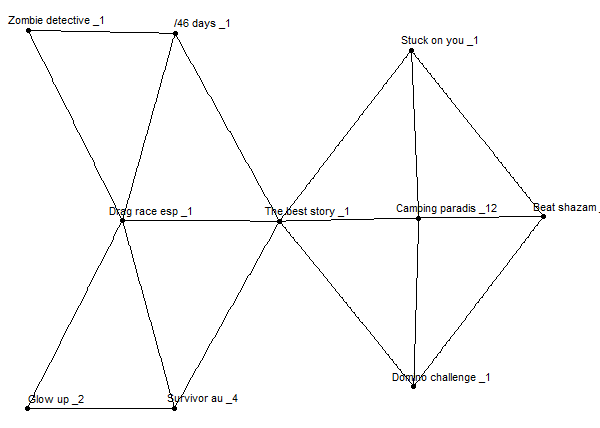 Zombie detective _1
/46 days _1
Stuck on you _1
Drag race esp _1
The best story _1
Camping paradis _12
Beat shazam _
Glow up _2
Survivor au _4
Domino challenge _1